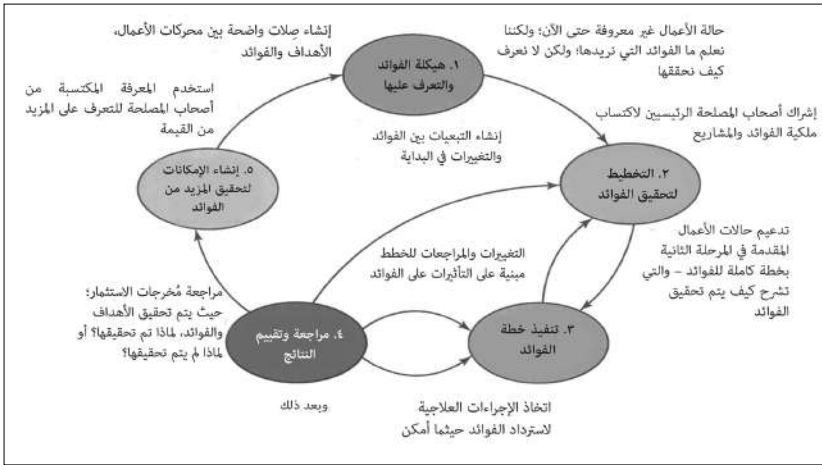 إنشاء صِلات واضحة بين محركات الأعمال،
الأهداف والفوائد
١. هيكلة الفوائد
والتعرف عليها
حالة الأعمال غير معروفة حتى الآن؛ ولكننا
نعلم ما الفوائد التي نريدها؛ ولكن لا نعرف
كيف نحققها
استخدم المعرفة المكتسبة من
أصحاب المصلحة للتعرف على المزيد
من القيمة
إشراك أصحاب المصلحة الرئيسيين لاكتساب
ملكية الفوائد والمشاريع
إنشاء التبعيات بين الفوائد
والتغييرات في البداية
٢. التخطيط
لتحقيق الفوائد
٥. إنشاء الإمكانات
لتحقيق المزيد من
الفوائد
تدعيم حالات الأعمال
المقدمة في المرحلة الثانية
بخطة كاملة للفوائد – والتي
تشرح كيف يتم تحقيق
الفوائد
التغييرات والمراجعات للخطط
مبنية على التأثيرات على الفوائد
مراجعة مُخرجات الاستثمار؛
حيث يتم تحقيق الأهداف
والفوائد، لماذا تم تحقيقها؟ أو
لماذا لم يتم تحقيقها؟
٤. مراجعة وتقييم
النتائج
٣. تنفيذ خطة
الفوائد
وبعد ذلك
اتخاذ الإجراءات العلاجية
لاسترداد الفوائد حيثما أمكن